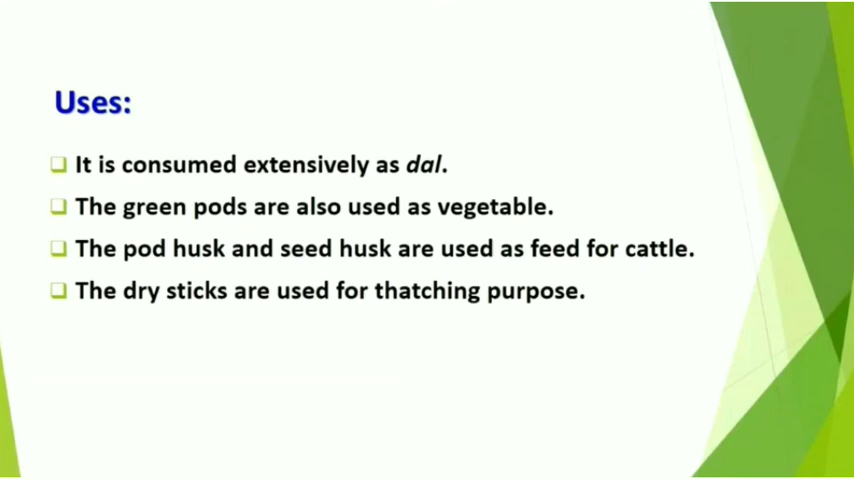 Uses:
It is consumed extensively as dal.
The green pods are also used as vegetable.
The pod husk and seed husk are used as feed for cattle.
The dry sticks are used for thatching purpose.